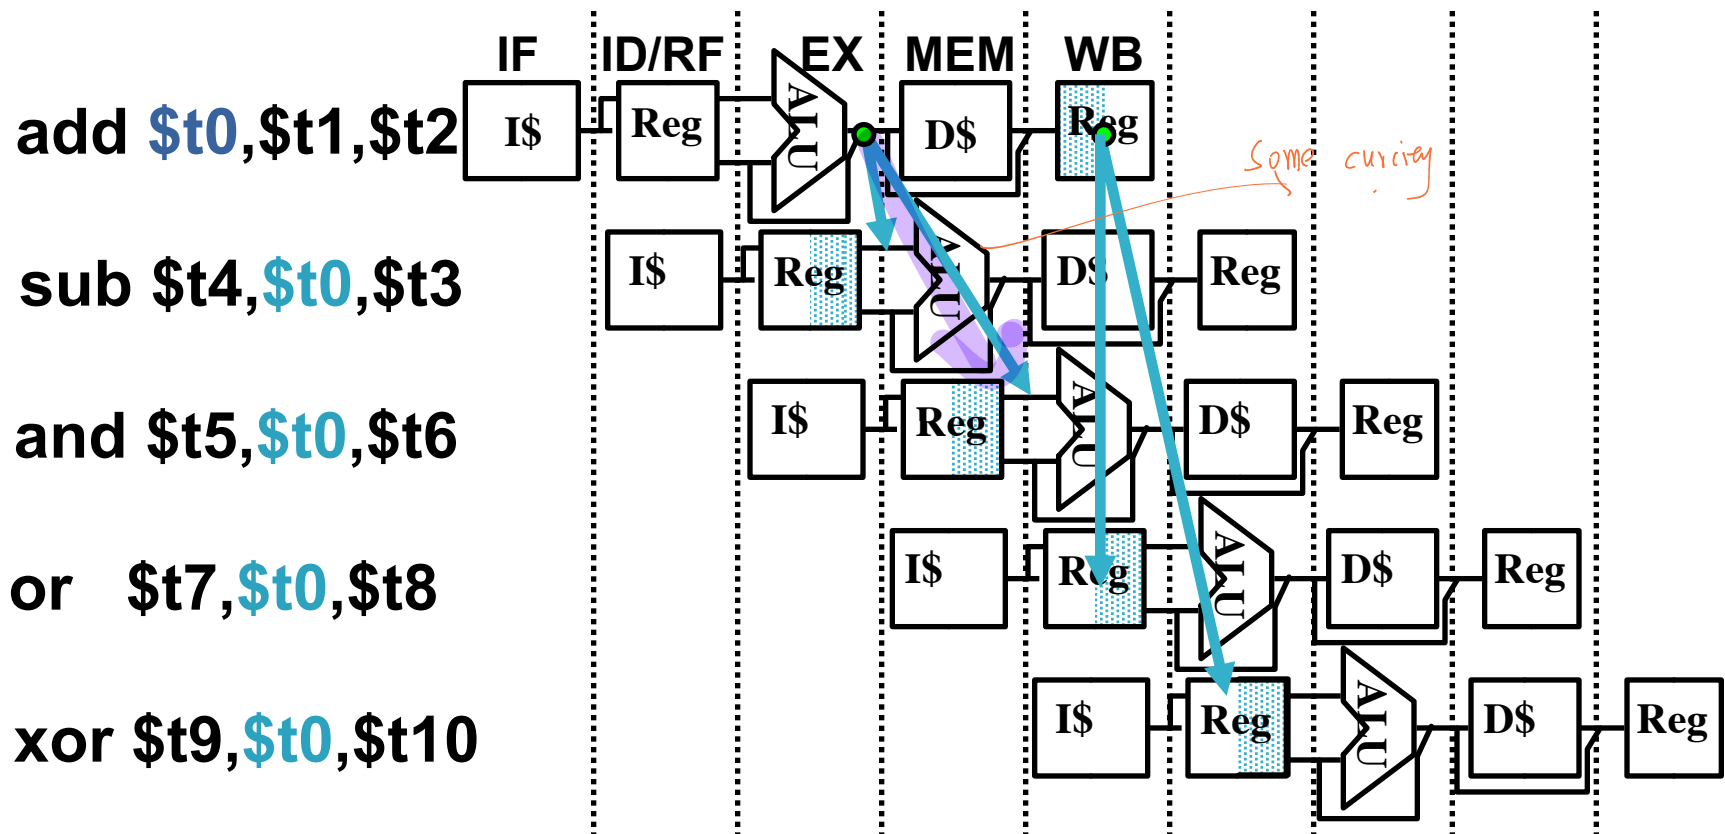 IF ID/RF EX MEM WB
add $t0,$t1,$t2 I$ Reg ALU D$ Reg
Some curcirey
sub $t4,$t0,$t3 I$ Reg ALU D$ Reg
and $t5,$t0,$t6 I$ Reg ALU D$ Reg
or $t7,$t0,$t8 I$ Reg ALU D$ Reg
xor $t9,$t0,$t10 I$ Reg ALU D$ Reg